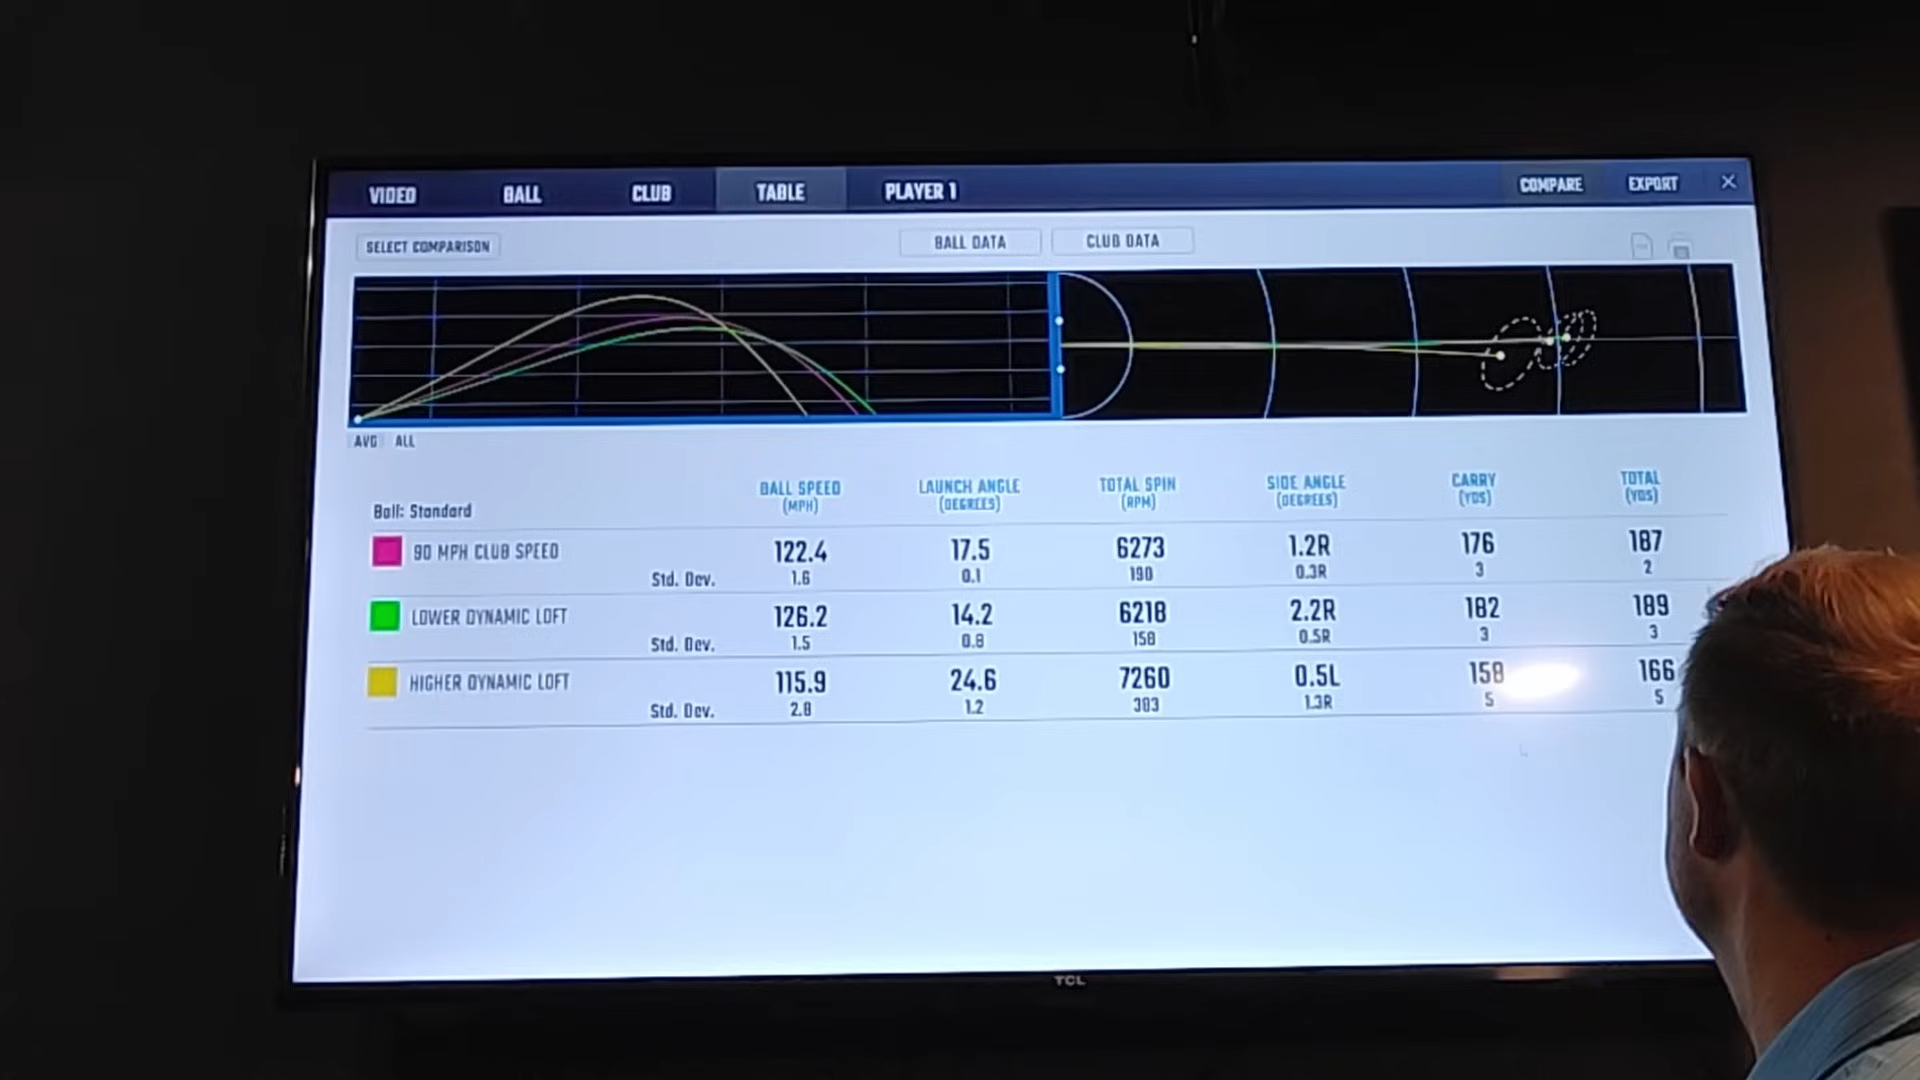 VIDEO BALL CLUB TABLE PLAYER 1 COMPARE EXPORT X
SELECT COMPARISON BALL DATA CLUB DATA
AVG ALL
BALL SPEED LAUNCH ANGLE TOTAL SPIN SIDE ANGLE CARRY TOTAL
(MPH) (DEGREES) (RPM) (DEGREES) (YDS) (YDS)
Ball: Standard
90 MPH CLUB SPEED 122.4 17.5 6273 1.2R 176 187
Std. Dev. 1.6 0.1 190 0.3R 3 2
LOWER DYNAMIC LOFT 126.2 14.2 6218 2.2R 182 189
Std. Dev. 1.5 0.8 158 0.5R 3 3
HIGHER DYNAMIC LOFT 115.9 24.6 7260 0.5L 158 166
Std. Dev. 2.8 1.2 383 1.3R 5 5
TCL